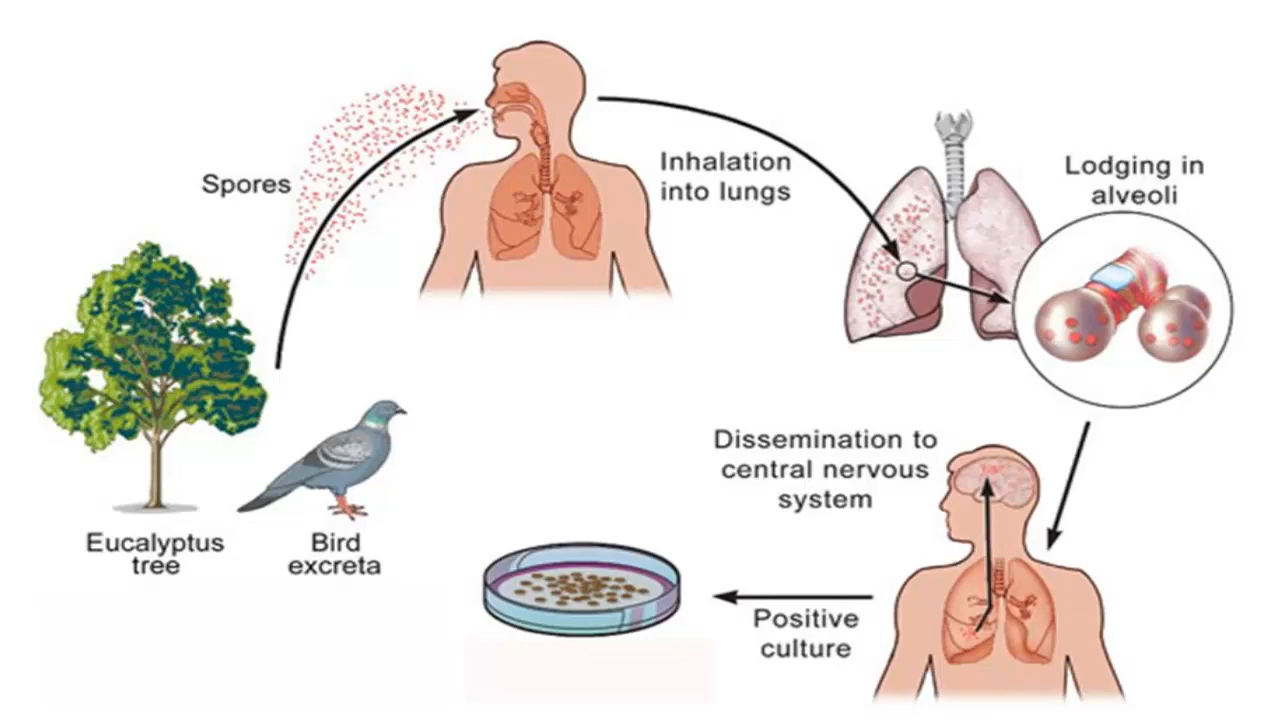 Spores
Inhalation
into lungs
Lodging in
alveoli
Eucalyptus
tree
Bird
excreta
Dissemination to
central nervous
system
Positive
culture